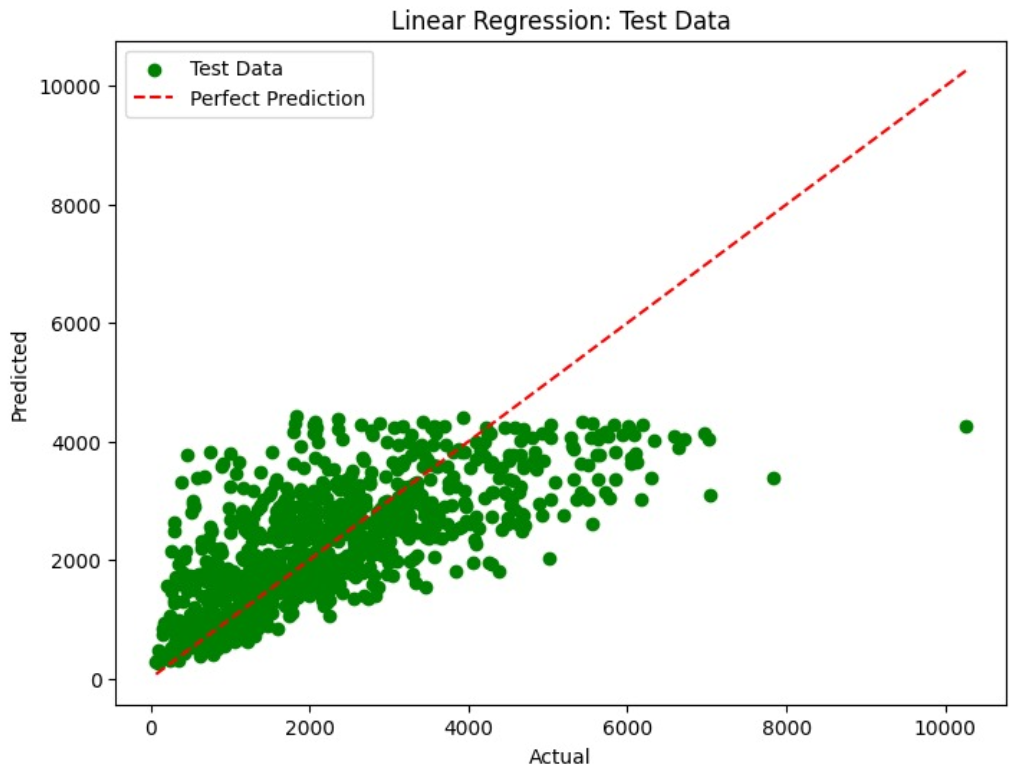 Linear Regression: Test Data
Test Data
Perfect Prediction
10000
8000
6000
4000
2000
0
Predicted
0 2000 4000 6000 8000 10000
Actual